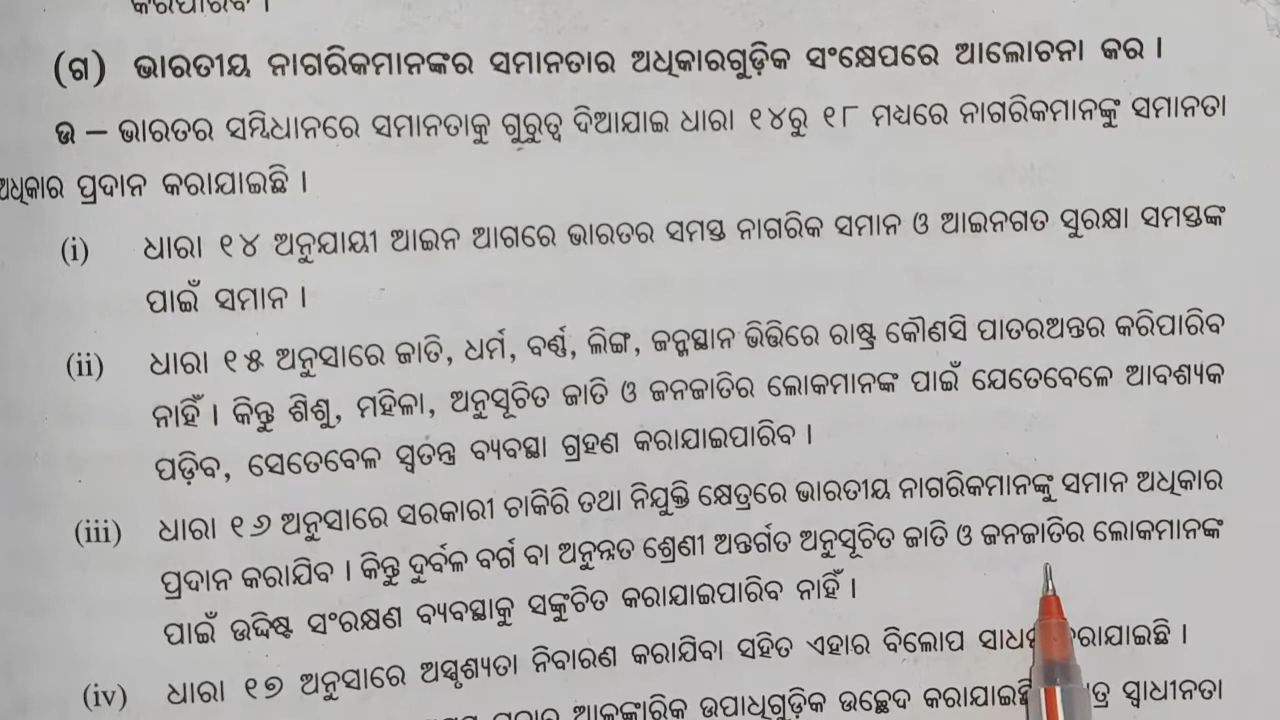 କରିପାରିବ ।
(ଗ) ଭାରତୀୟ ନାଗରିକମାନଙ୍କର ସମାନତାର ଅଧିକାରଗୁଡ଼ିକ ସଂକ୍ଷେପରେ ଆଲୋଚନା କର ।
ଉ – ଭାରତର ସମ୍ବିଧାନରେ ସମାନତାକୁ ଗୁରୁତ୍ୱ ଦିଆଯାଇ ଧାରା ୧୪ରୁ ୧୮ ମଧ୍ୟରେ ନାଗରିକମାନଙ୍କୁ ସମାନତା
ଅଧିକାର ପ୍ରଦାନ କରାଯାଇଛି ।
(i) ଧାରା ୧୪ ଅନୁଯାୟୀ ଆଇନ ଆଗରେ ଭାରତର ସମସ୍ତ ନାଗରିକ ସମାନ ଓ ଆଇନଗତ ସୁରକ୍ଷା ସମସ୍ତଙ୍କ
ପାଇଁ ସମାନ ।
(ii) ଧାରା ୧୫ ଅନୁସାରେ ଜାତି, ଧର୍ମ, ବର୍ଣ୍ଣ, ଲିଙ୍ଗ, ଜନ୍ମସ୍ଥାନ ଭିତ୍ତିରେ ରାଷ୍ଟ୍ର କୌଣସି ପାତରଅନ୍ତର କରିପାରିବ
ନାହିଁ । କିନ୍ତୁ ଶିଶୁ, ମହିଳା, ଅନୁସୂଚିତ ଜାତି ଓ ଜନଜାତିର ଲୋକମାନଙ୍କ ପାଇଁ ଯେତେବେଳେ ଆବଶ୍ୟକ
ପଡ଼ିବ, ସେତେବେଳ ସ୍ୱତନ୍ତ୍ର ବ୍ୟବସ୍ଥା ଗ୍ରହଣ କରାଯାଇପାରିବ ।
(iii) ଧାରା ୧୬ ଅନୁସାରେ ସରକାରୀ ଚାକିରି ତଥା ନିଯୁକ୍ତି କ୍ଷେତ୍ରରେ ଭାରତୀୟ ନାଗରିକମାନଙ୍କୁ ସମାନ ଅଧିକାର
ପ୍ରଦାନ କରାଯିବ । କିନ୍ତୁ ଦୁର୍ବଳ ବର୍ଗ ବା ଅନୁନ୍ନତ ଶ୍ରେଣୀ ଅନ୍ତର୍ଗତ ଅନୁସୂଚିତ ଜାତି ଓ ଜନଜାତିର ଲୋକମାନଙ୍କ
ପାଇଁ ଉଦ୍ଦିଷ୍ଟ ସଂରକ୍ଷଣ ବ୍ୟବସ୍ଥାକୁ ସଙ୍କୁଚିତ କରାଯାଇପାରିବ ନାହିଁ ।
(iv) ଧାରା ୧୭ ଅନୁସାରେ ଅସ୍ପୃଶ୍ୟତା ନିବାରଣ କରାଯିବା ସହିତ ଏହାର ବିଲୋପ କରାଯାଇଛି ।
ଆଳଙ୍କାରିକ ଉପାଧିଗୁଡ଼ିକ ଉଚ୍ଛେଦ ସ୍ୱାଧୀନତା